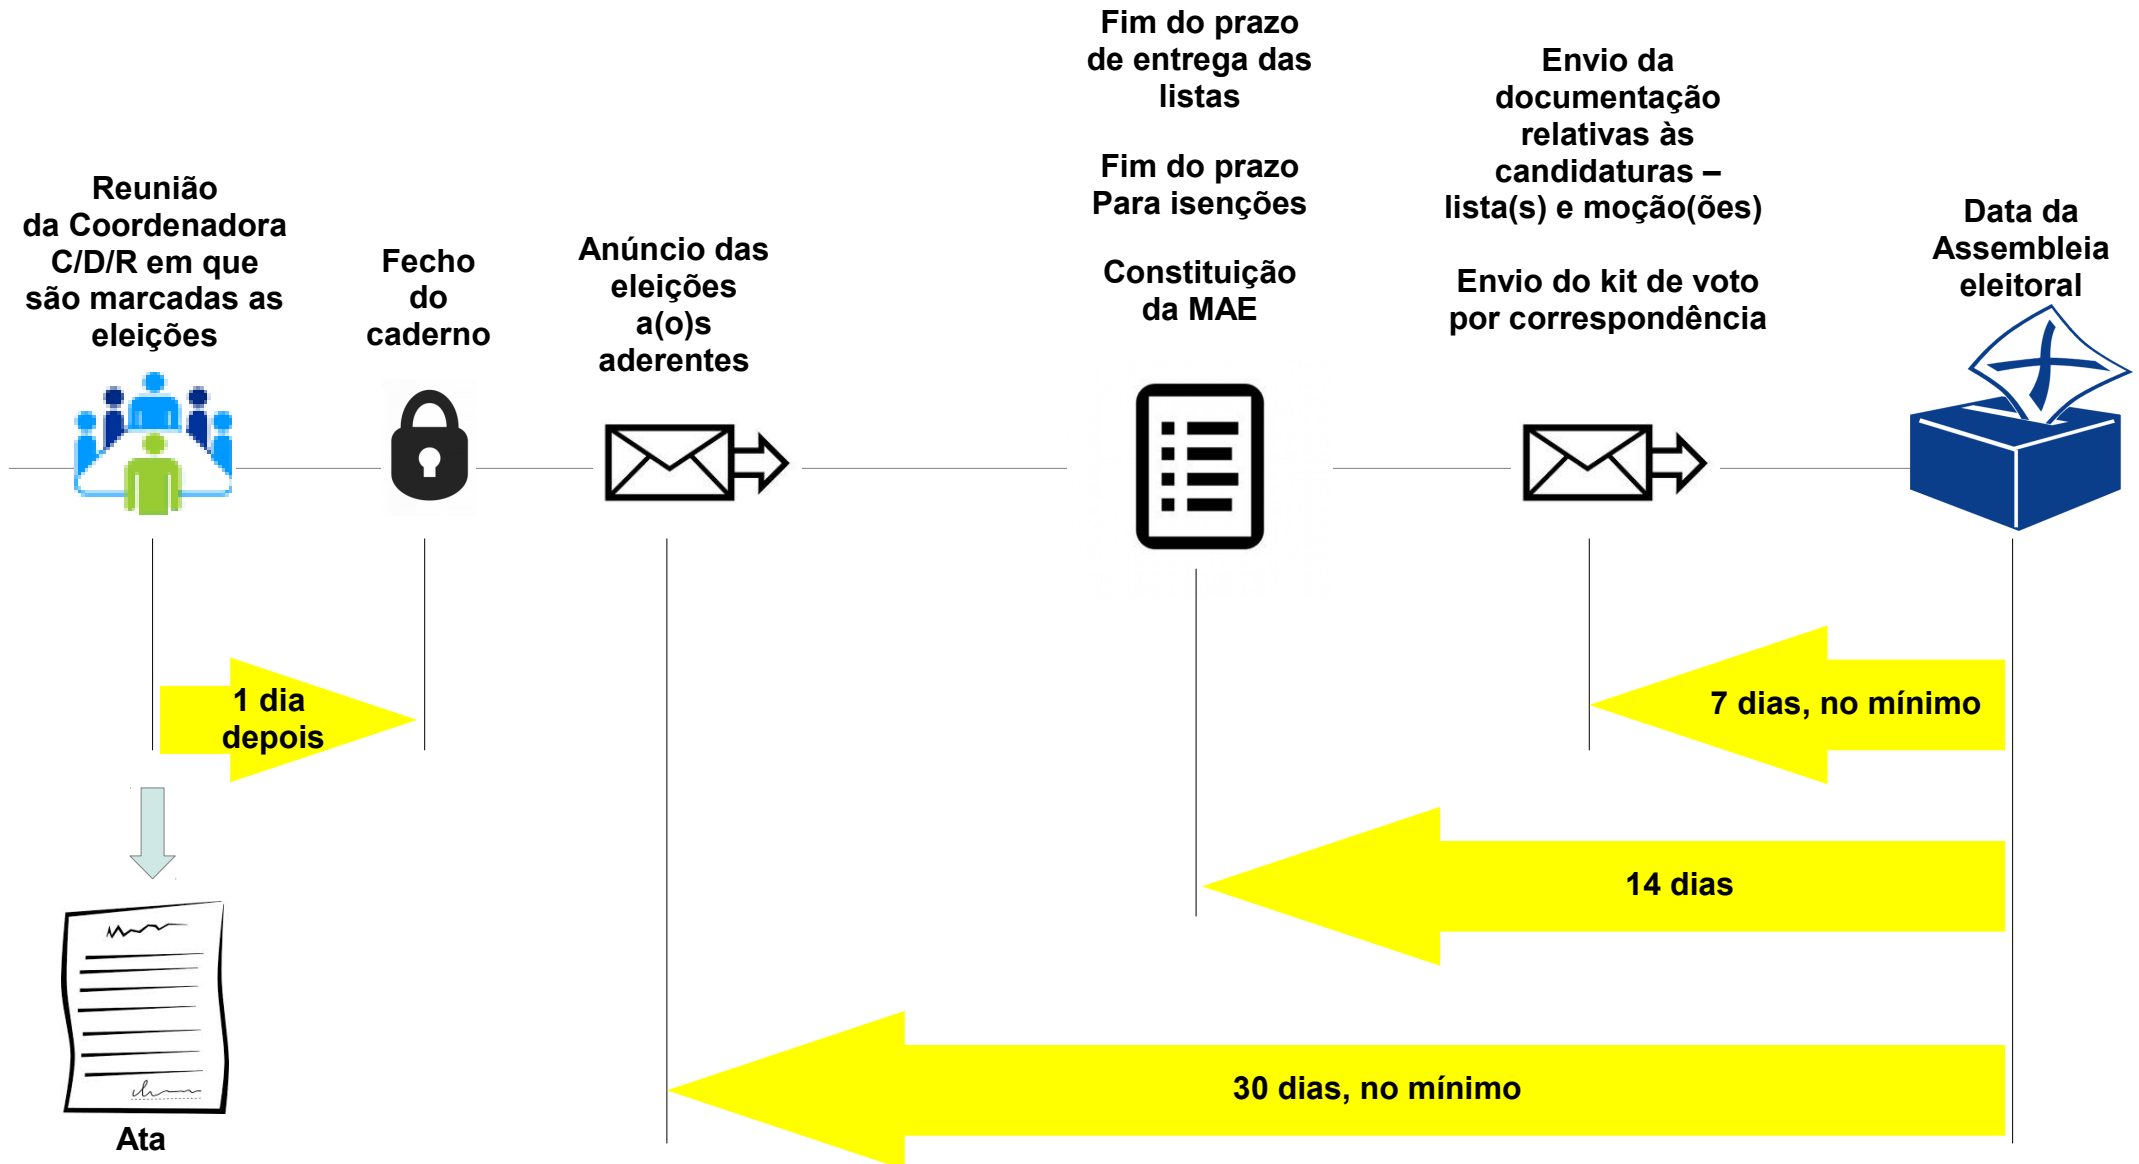 Reunião
da Coordenadora
C/D/R em que
são marcadas as
eleições
Fecho
do
caderno
Anúncio das
eleições
a(o)s
aderentes
Fim do prazo
de entrega das
listas
Fim do prazo
Para isenções
Constituição
da MAE
Envio da
documentação
relativas às
candidaturas –
lista(s) e moção(ões)
Envio do kit de voto
por correspondência
Data da
Assembleia
eleitoral
1 dia
depois
7 dias, no mínimo
14 dias
30 dias, no mínimo
Ata